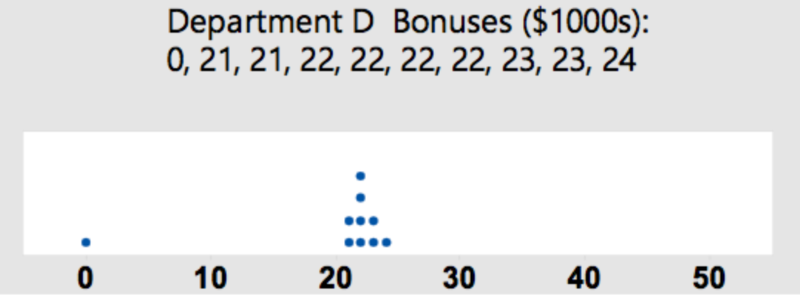 Department D  Bonuses ($1000s):
0, 21, 21, 22, 22, 22, 22, 23, 23, 24
0 10 20 30 40 50